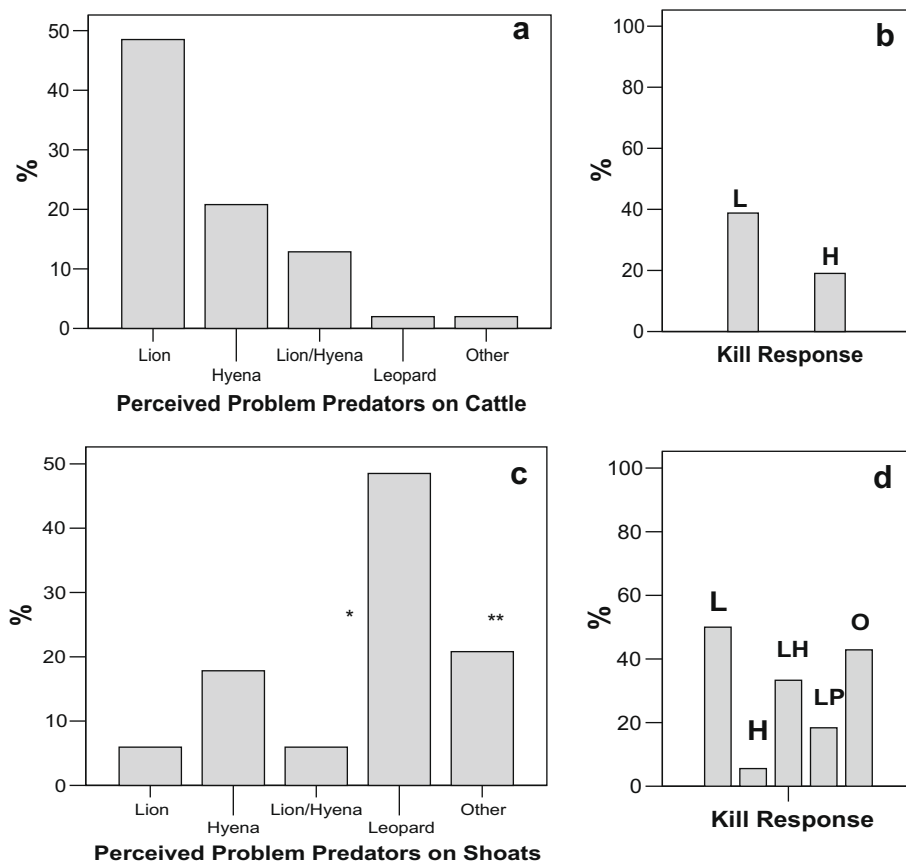 a
50
40
30
20
10
0
%
Lion
Hyena
Lion/Hyena
Leopard
Other
Perceived Problem Predators on Cattle
b
100
80
60
40
20
0
%
L
H
Kill Response
c
50
40
30
20
10
0
%
*
**
Lion
Hyena
Lion/Hyena
Leopard
Other
Perceived Problem Predators on Shoats
d
100
80
60
40
20
0
%
L
H
LH
LP
O
Kill Response